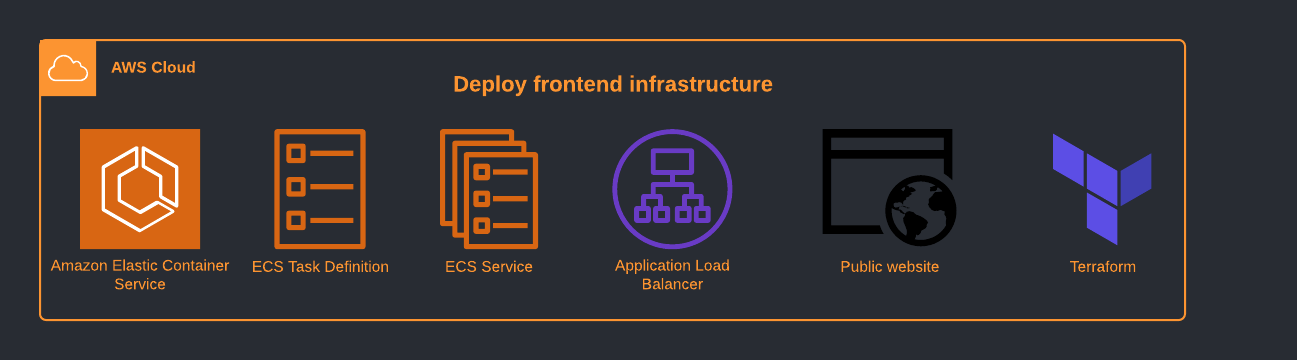 AWS Cloud
Deploy frontend infrastructure
Amazon Elastic Container
Service
ECS Task Definition
ECS Service
Application Load
Balancer
Public website
Terraform